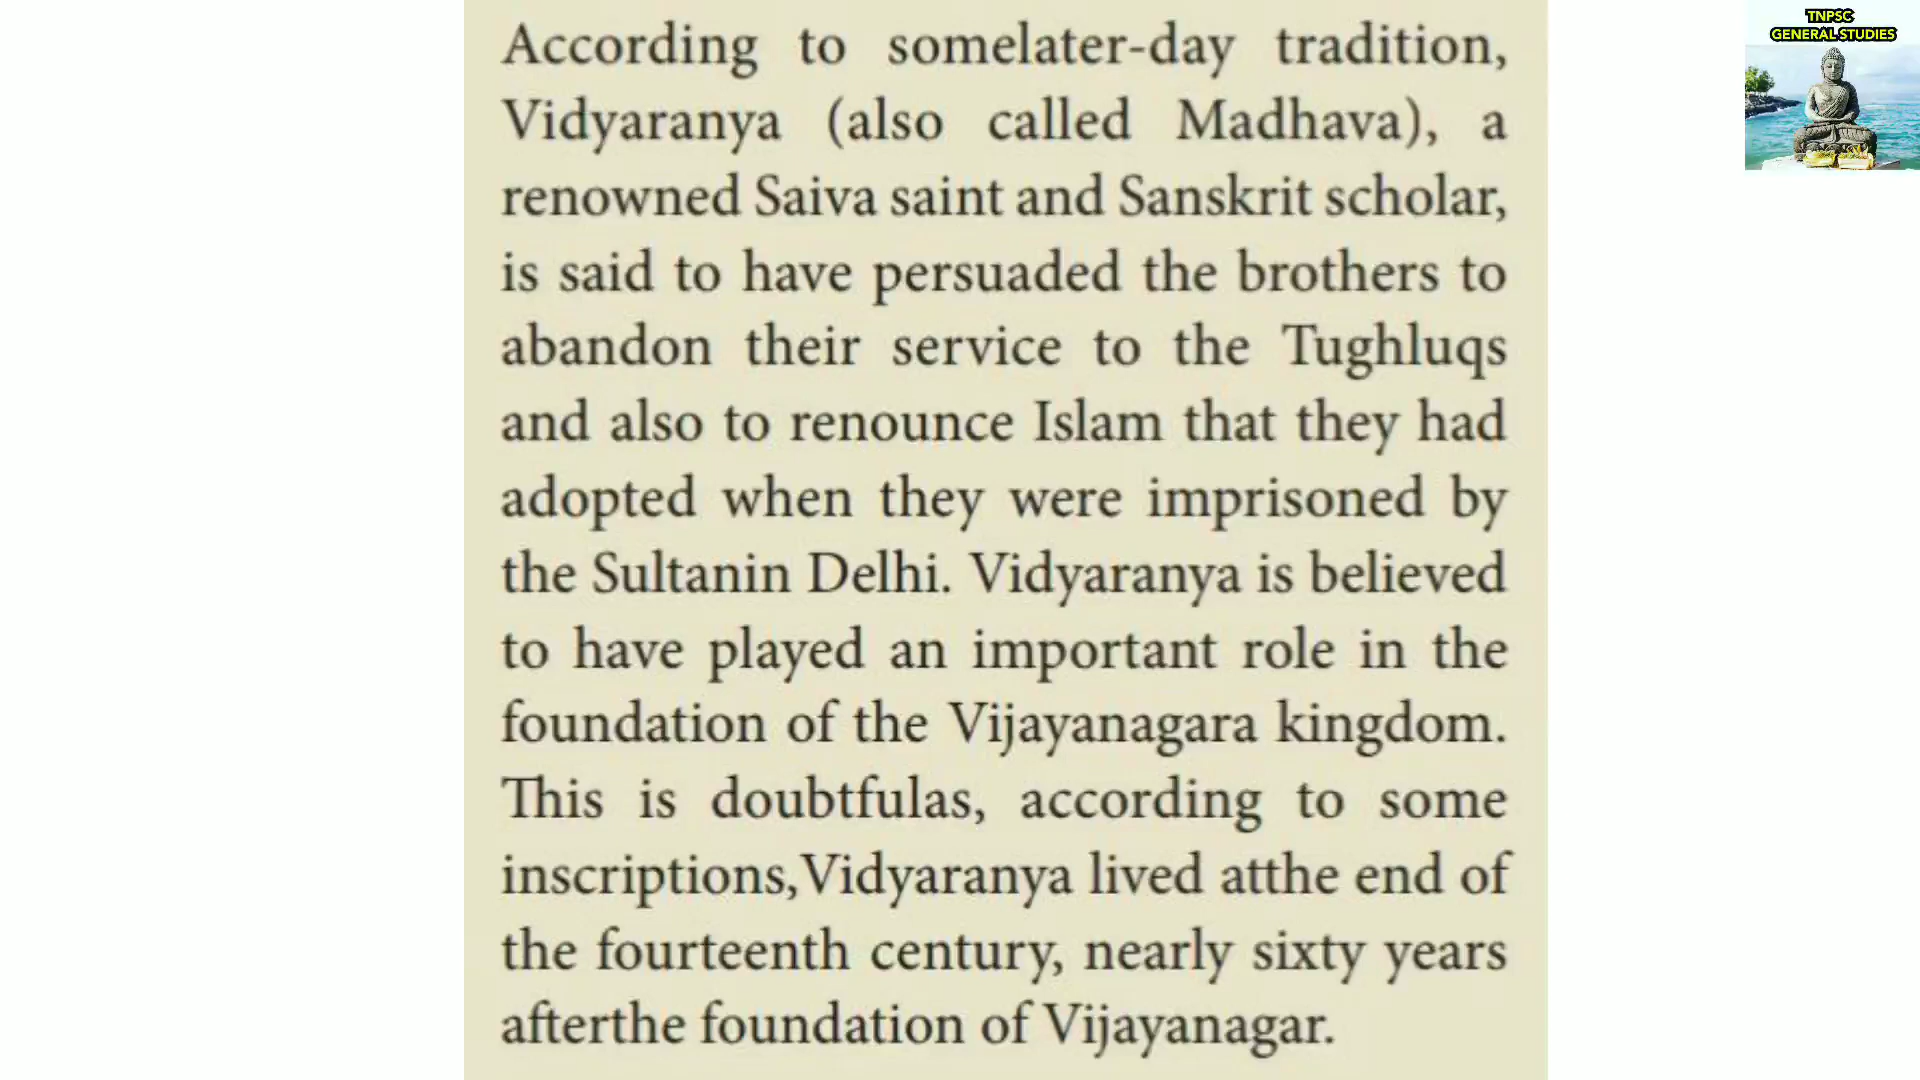 According to somelater-day tradition,
Vidyaranya (also called Madhava), a
renowned Saiva saint and Sanskrit scholar,
is said to have persuaded the brothers to
abandon their service to the Tughluqs
and also to renounce Islam that they had
adopted when they were imprisoned by
the Sultanin Delhi. Vidyaranya is believed
to have played an important role in the
foundation of the Vijayanagara kingdom.
This is doubtfulas, according to some
inscriptions,Vidyaranya lived atthe end of
the fourteenth century, nearly sixty years
afterthe foundation of Vijayanagar.
TNPSC
GENERAL STUDIES